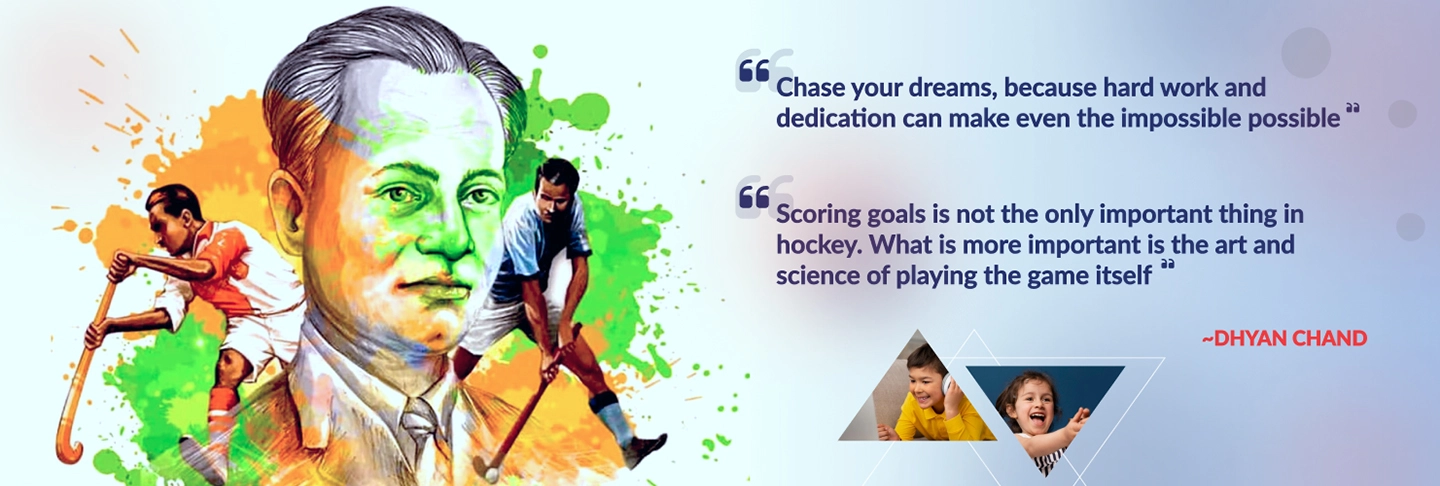 “ Chase your dreams, because hard work and
dedication can make even the impossible possible ”
“ Scoring goals is not the only important thing in
hockey. What is more important is the art and
science of playing the game itself ”
~DHYAN CHAND